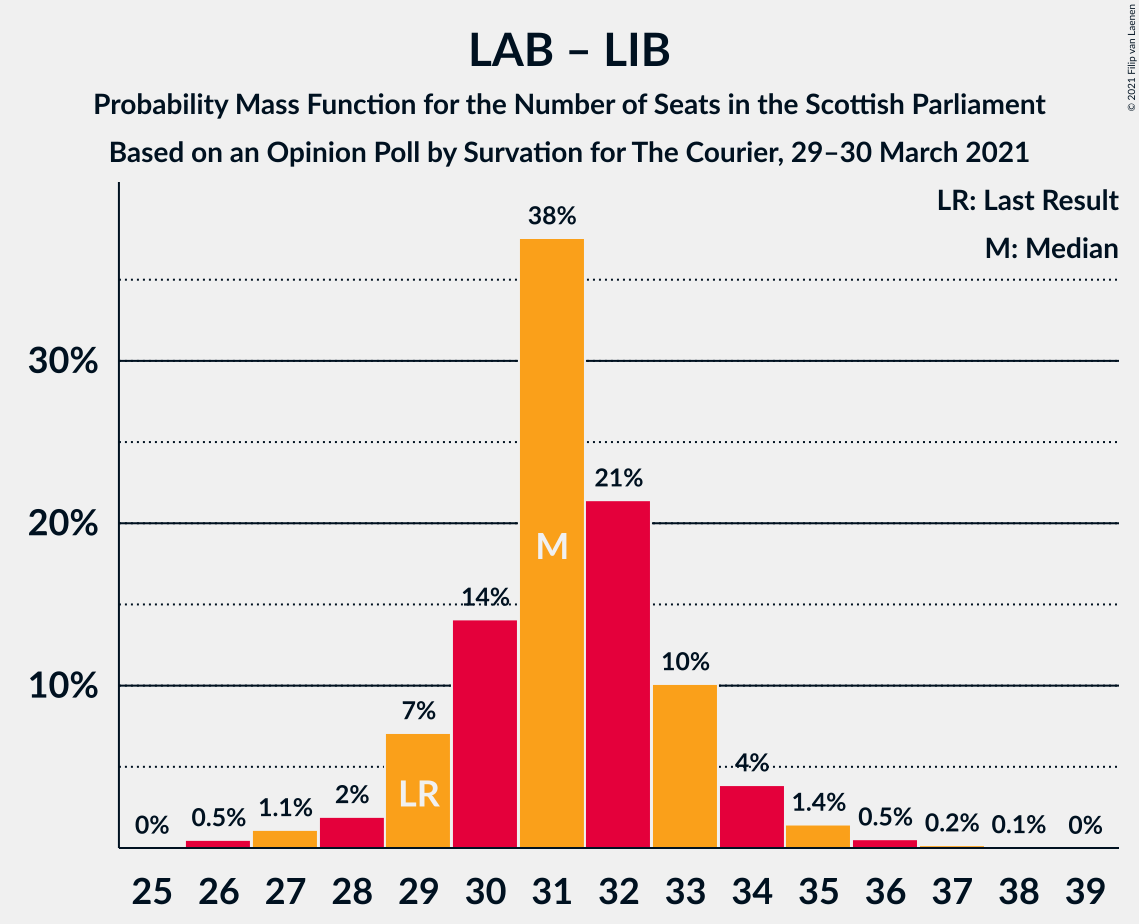 LAB – LIB
Probability Mass Function for the Number of Seats in the Scottish Parliament
Based on an Opinion Poll by Survation for The Courier, 29–30 March 2021
© 2021 Filip van Laenen
LR: Last Result
M: Median
30%
20%
10%
0%
0.5%
1.1%
2%
7%
14%
38%
21%
10%
4%
1.4%
0.5%
0.2%
0.1%
0%
LR
M
25 26 27 28 29 30 31 32 33 34 35 36 37 38 39